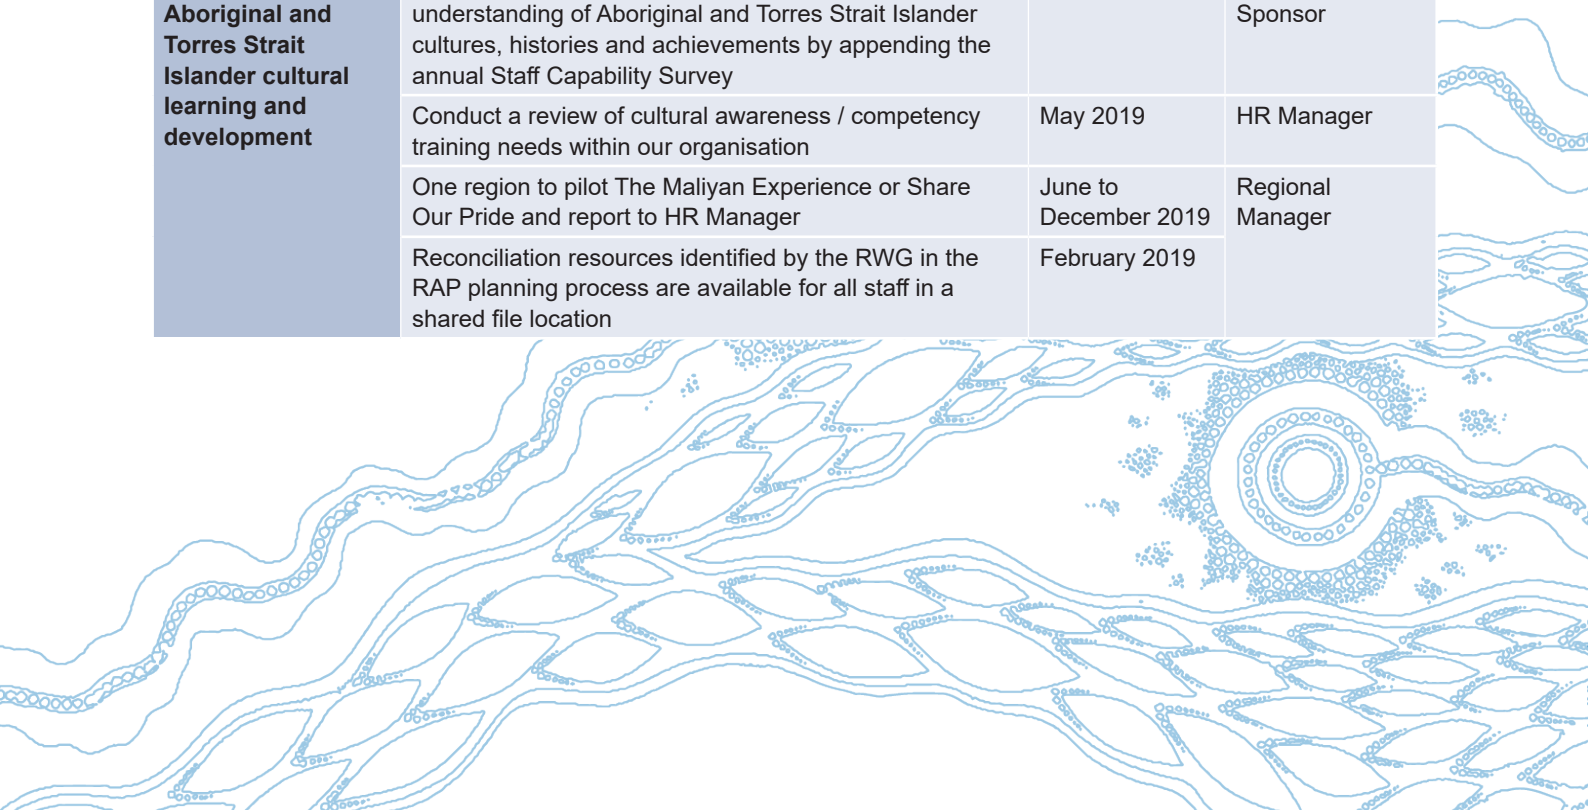 Aboriginal and
Torres Strait
Islander cultural
learning and
development
understanding of Aboriginal and Torres Strait Islander
cultures, histories and achievements by appending the
annual Staff Capability Survey
Sponsor
Conduct a review of cultural awareness / competency
training needs within our organisation
May 2019
HR Manager
One region to pilot The Maliyan Experience or Share
Our Pride and report to HR Manager
June to
December 2019
Regional
Manager
Reconciliation resources identified by the RWG in the
RAP planning process are available for all staff in a
shared file location
February 2019